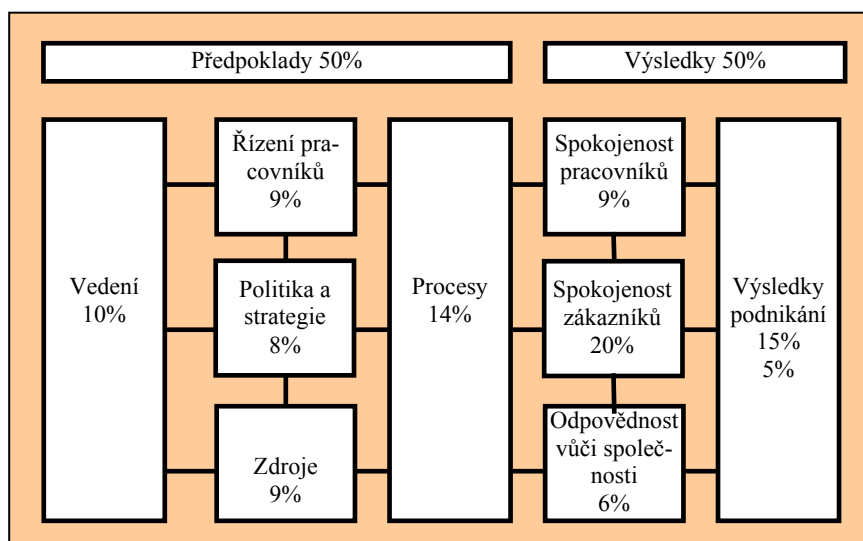 Předpoklady 50%
Výsledky 50%
Vedení
10%
Řízení pra-
covníků
9%
Politika a
strategie
8%
Zdroje
9%
Procesy
14%
Spokojenost
pracovníků
9%
Spokojenost
zákazníků
20%
Odpovědnost
vůči společ-
nosti
6%
Výsledky
podnikání
15%
5%